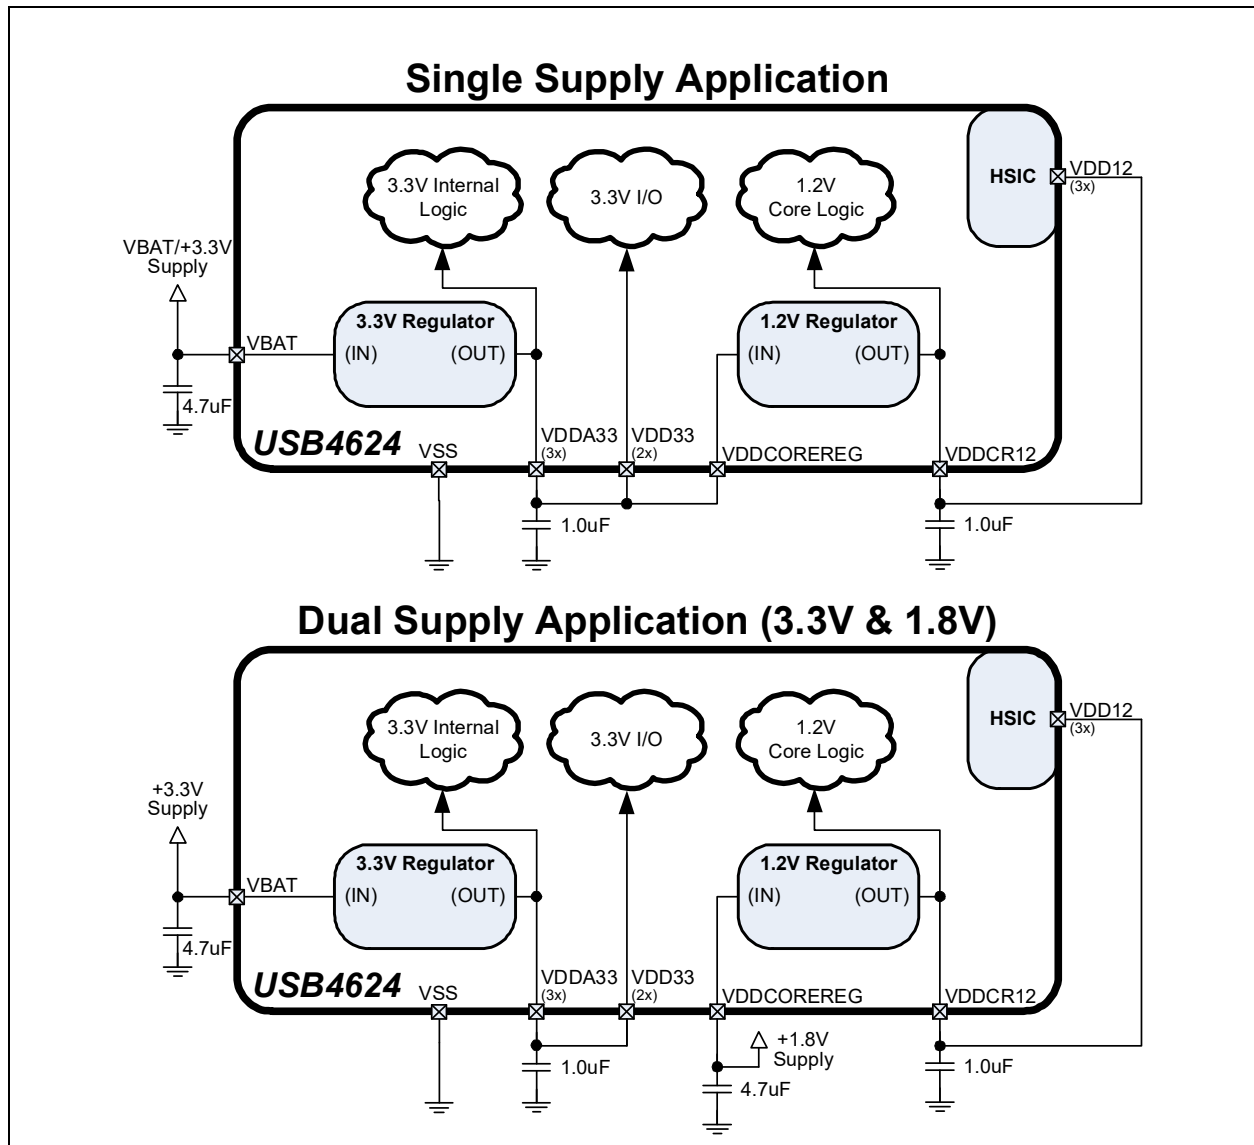 Single Supply Application
HSIC
VDD12
(3x)
3.3V Internal
Logic
3.3V I/O
1.2V
Core Logic
VBAT/+3.3V
Supply
VBAT
3.3V Regulator
(IN)
(OUT)
1.2V Regulator
(IN)
(OUT)
4.7uF
USB4624
VSS
VDDA33
(3x)
VDD33
(2x)
VDDCOREREG
VDDCR12
1.0uF
1.0uF
Dual Supply Application (3.3V & 1.8V)
HSIC
VDD12
(3x)
3.3V Internal
Logic
3.3V I/O
1.2V
Core Logic
+3.3V
Supply
VBAT
3.3V Regulator
(IN)
(OUT)
1.2V Regulator
(IN)
(OUT)
4.7uF
USB4624
VSS
VDDA33
(3x)
VDD33
(2x)
VDDCOREREG
VDDCR12
1.0uF
+1.8V
Supply
4.7uF
1.0uF